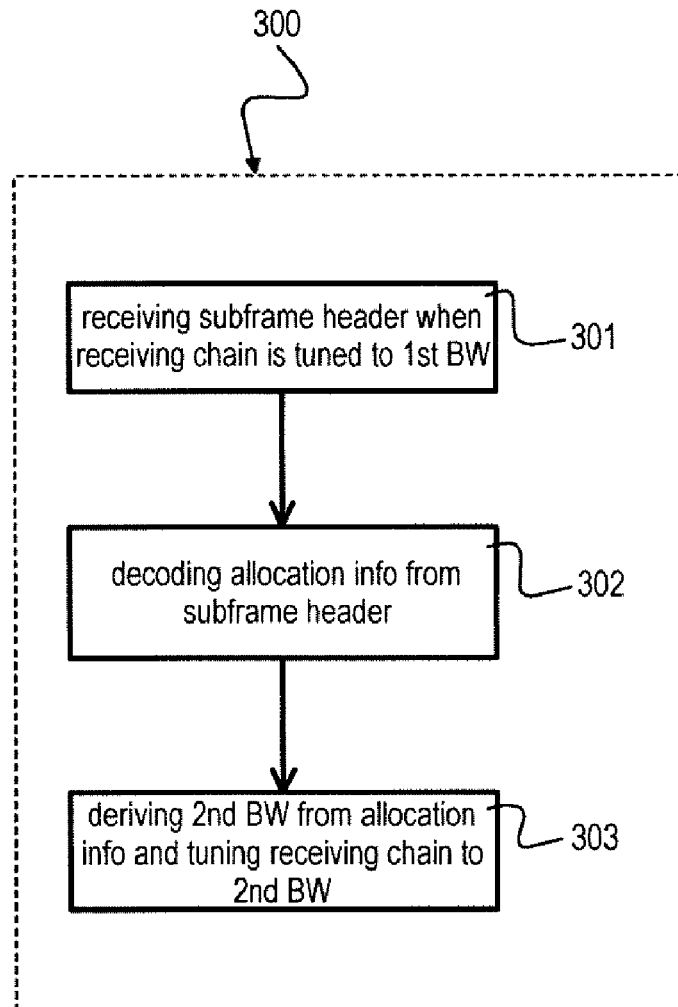 300
receiving subframe header when
receiving chain is tuned to 1st BW
301
decoding allocation info from
subframe header
302
deriving 2nd BW from allocation
info and tuning receiving chain to
2nd BW
303